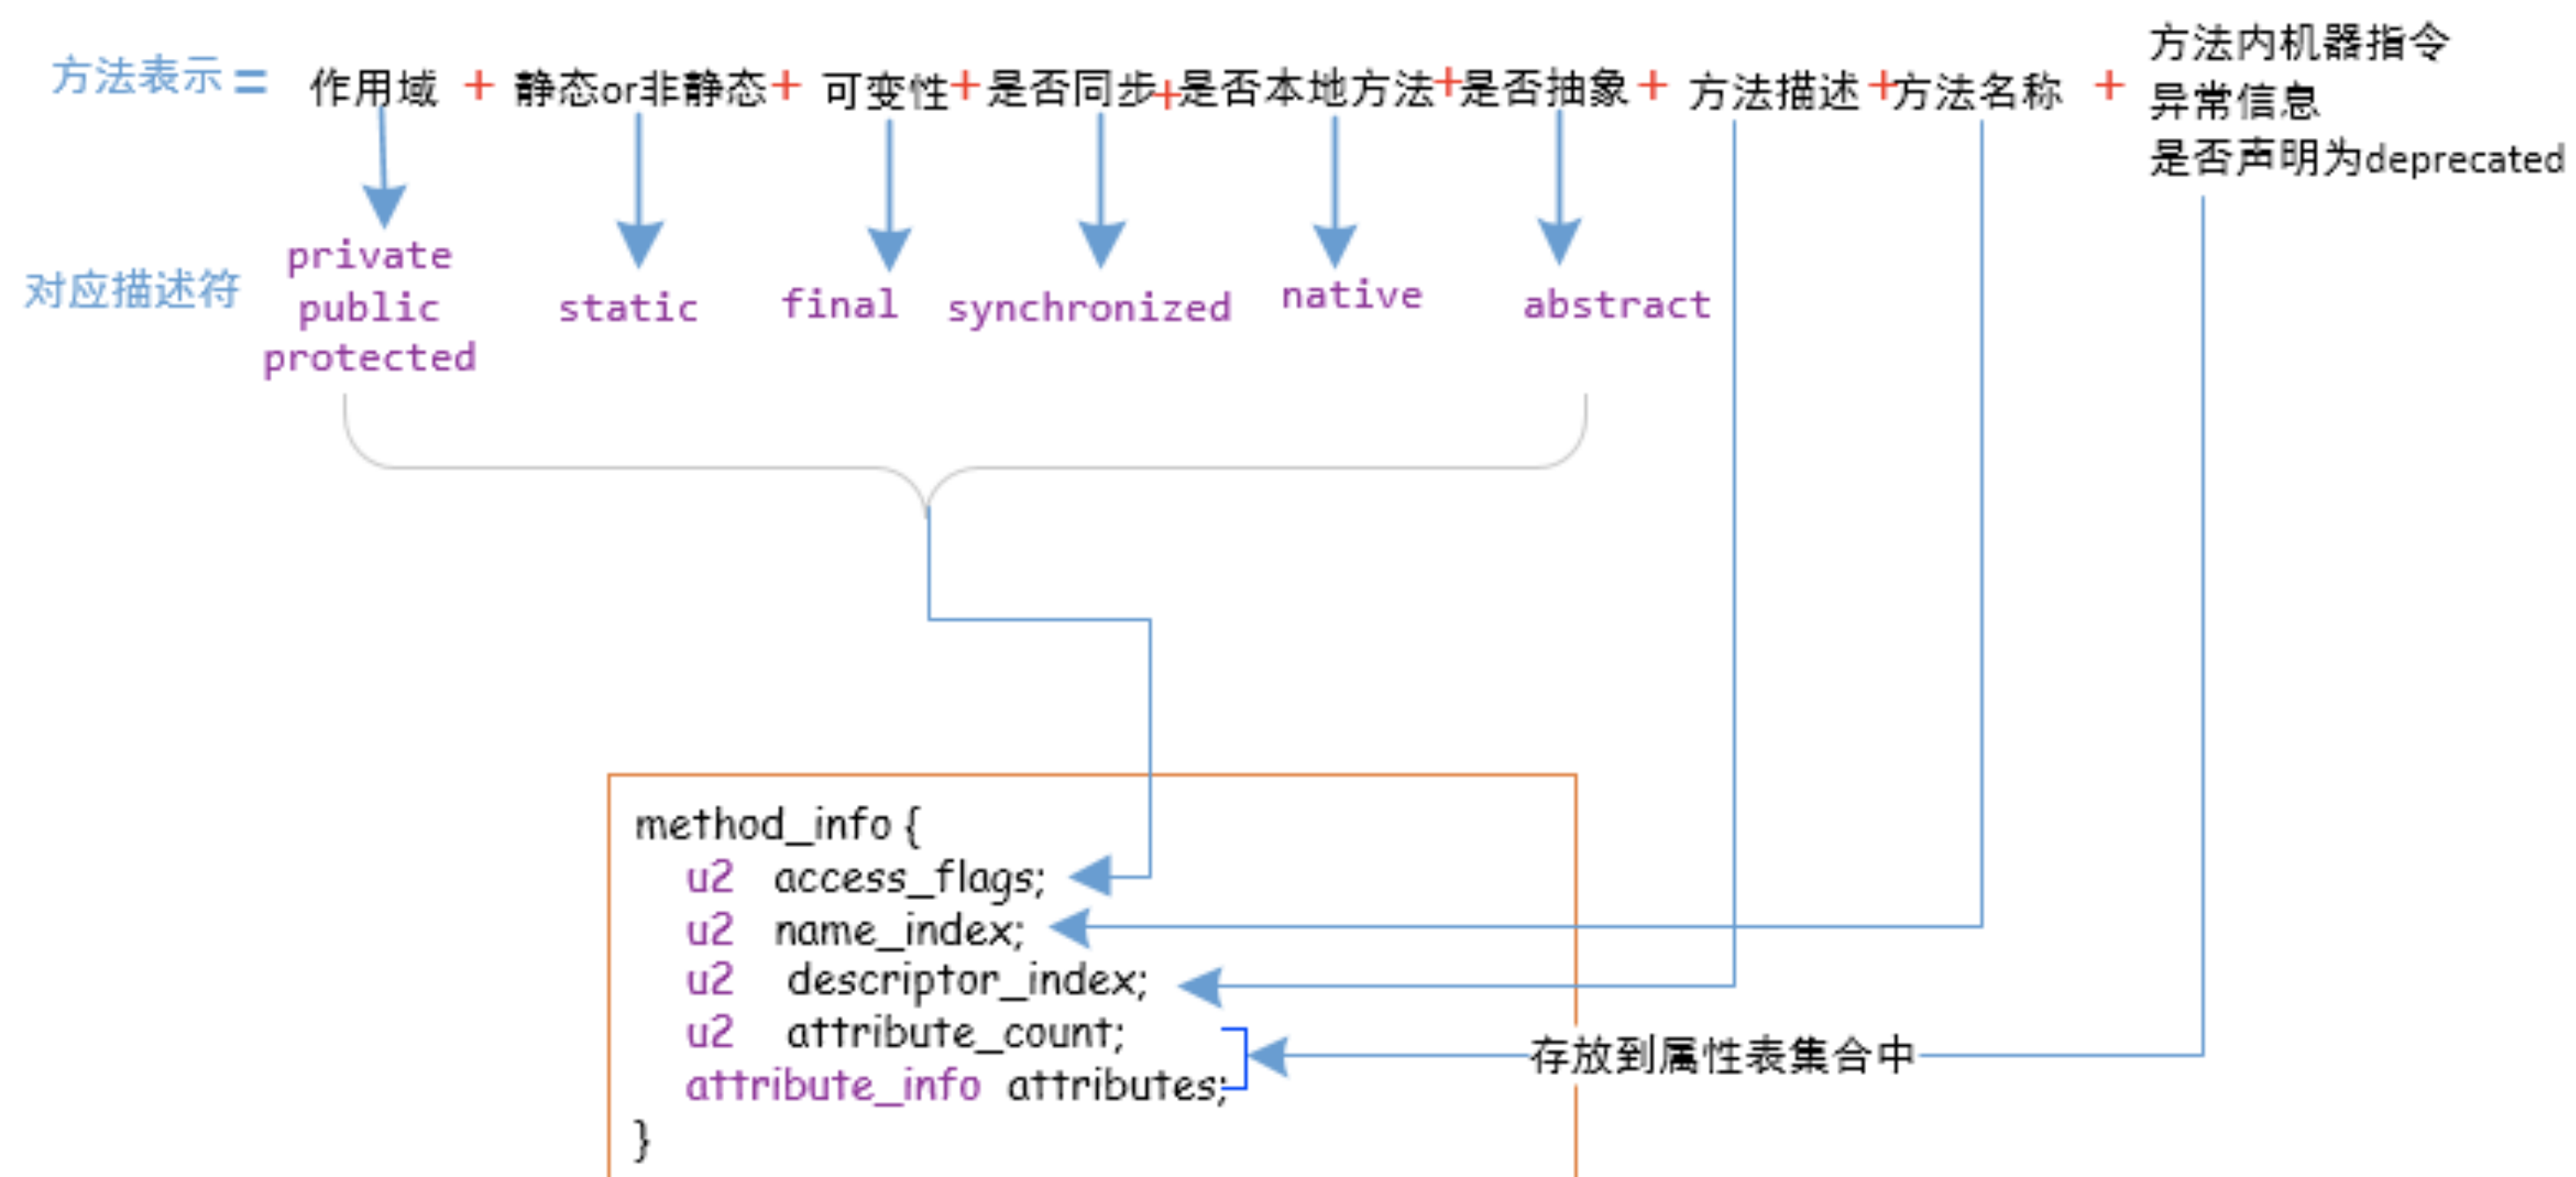 方法表示 = 作用域 + 静态or非静态 + 可变性 + 是否同步 + 是否本地方法 + 是否抽象 + 方法描述 + 方法名称 +
方法内机器指令
异常信息
是否声明为deprecated
对应描述符
private
public
protected
static
final
synchronized
native
abstract
method_info {
u2 access_flags;
u2 name_index;
u2 descriptor_index;
u2 attribute_count;
attribute_info attributes;
}
存放到属性表集合中